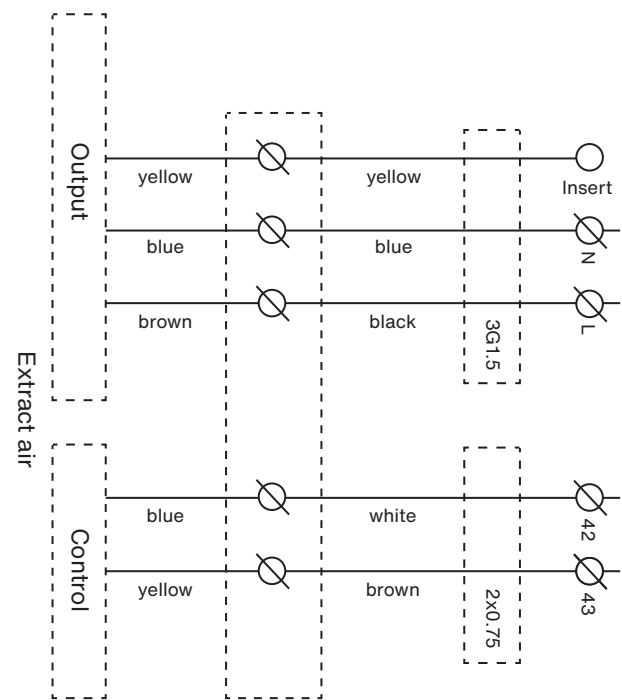 Extract air
Output
yellow
yellow
Insert
blue
blue
N
brown
black
3G1.5
L
Control
blue
white
42
yellow
brown
2x0.75
43